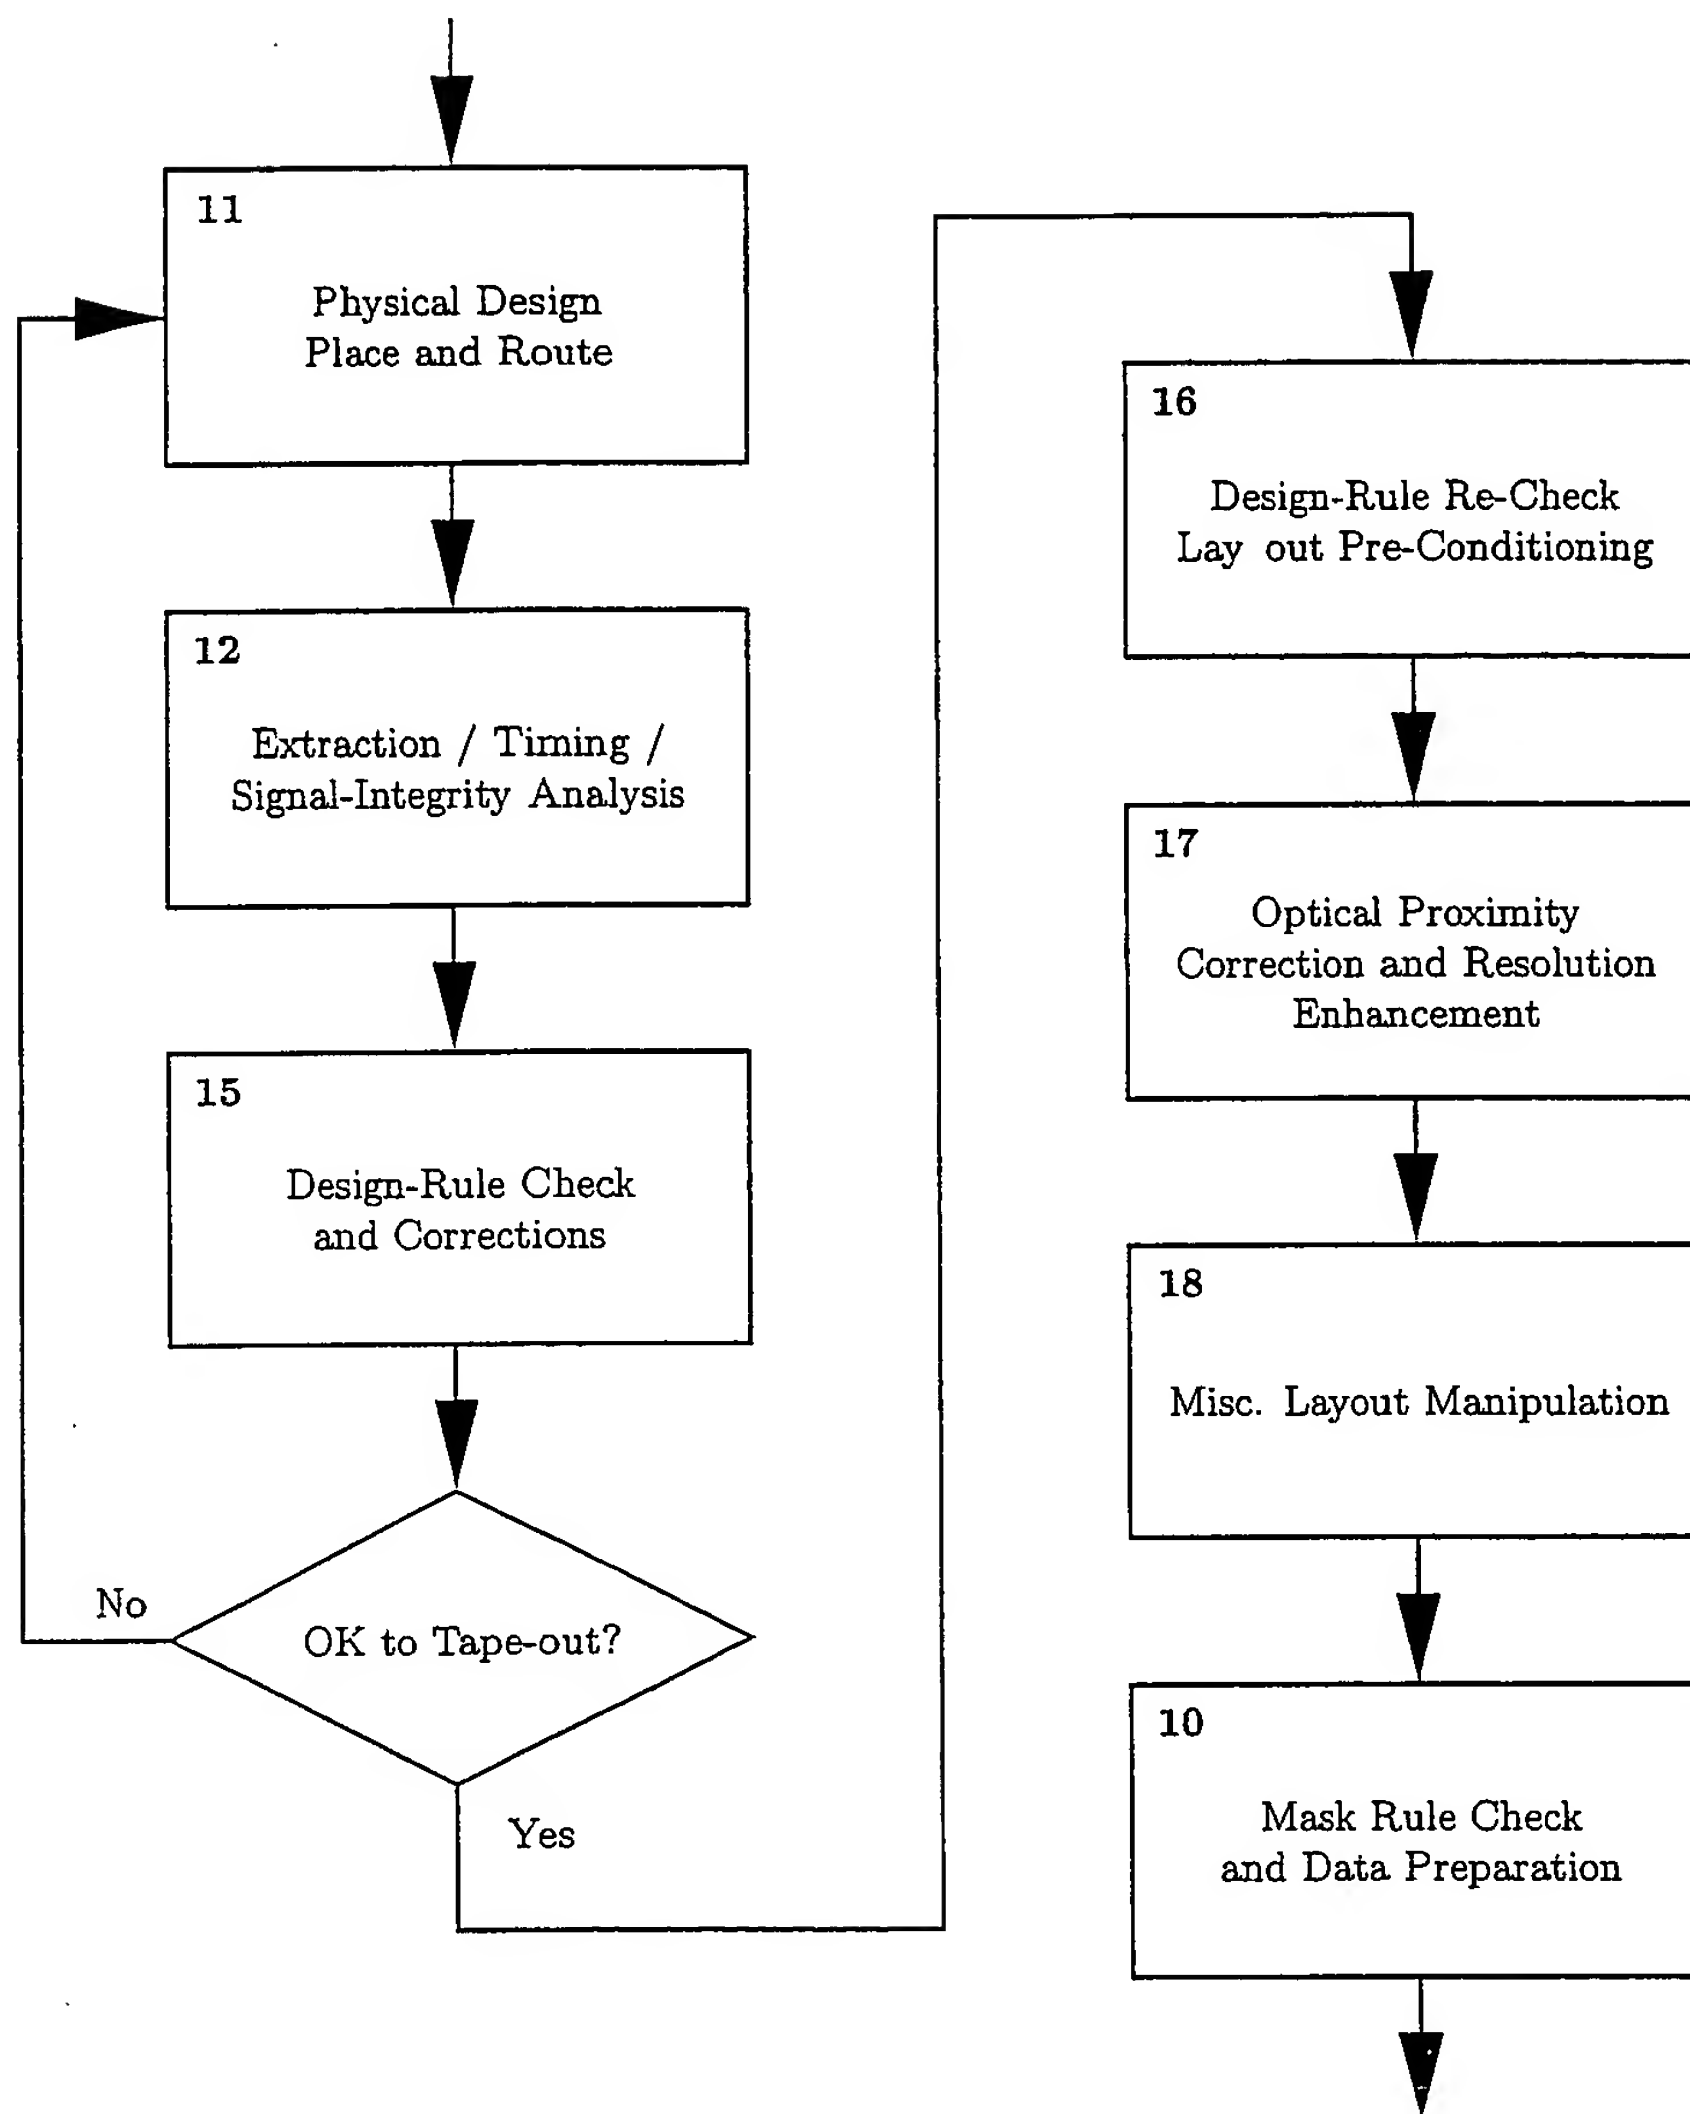 11
Physical Design
Place and Route
12
Extraction / Timing /
Signal-Integrity Analysis
15
Design-Rule Check
and Corrections
No
OK to Tape-out?
Yes
16
Design-Rule Re-Check
Lay out Pre-Conditioning
17
Optical Proximity
Correction and Resolution
Enhancement
18
Misc. Layout Manipulation
10
Mask Rule Check
and Data Preparation